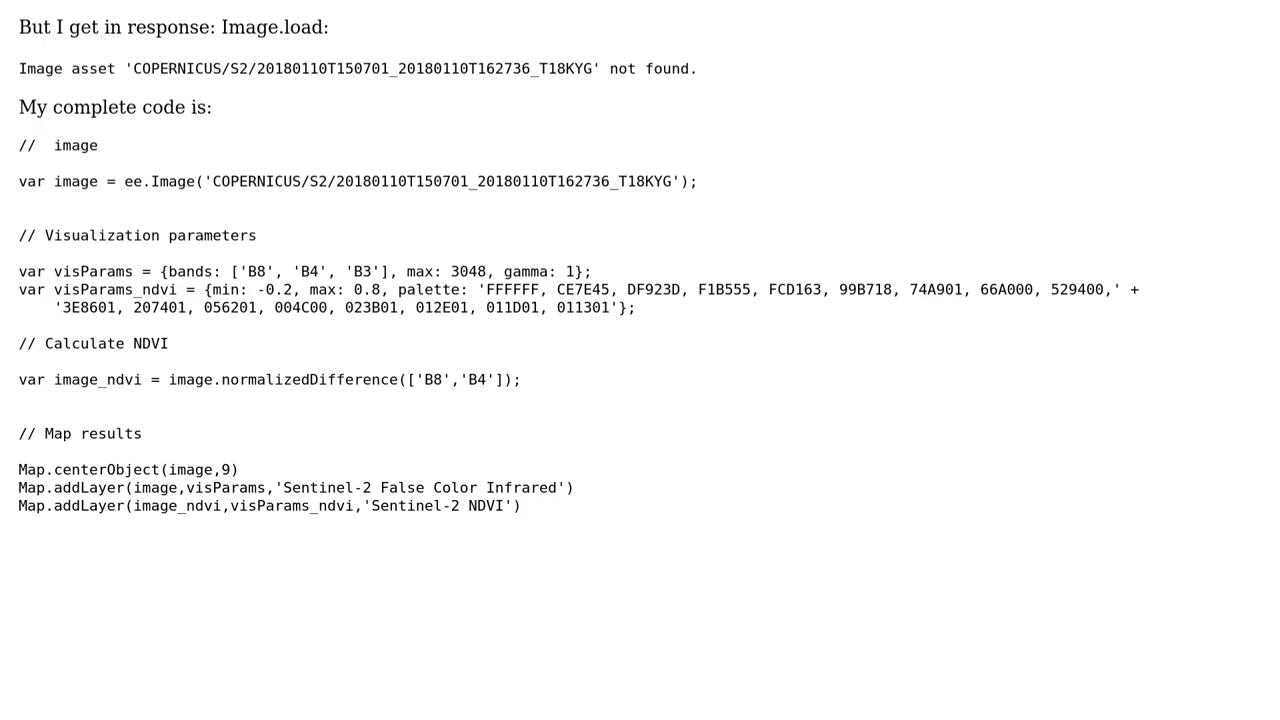 But I get in response: Image.load:
Image asset 'COPERNICUS/S2/20180110T150701_20180110T162736_T18KYG' not found.
My complete code is:
//  image
var image = ee.Image('COPERNICUS/S2/20180110T150701_20180110T162736_T18KYG');
// Visualization parameters
var visParams = {bands: ['B8', 'B4', 'B3'], max: 3048, gamma: 1};
var visParams_ndvi = {min: -0.2, max: 0.8, palette: 'FFFFFF, CE7E45, DF923D, F1B555, FCD163, 99B718, 74A901, 66A000, 529400,' +
    '3E8601, 207401, 056201, 004C00, 023B01, 012E01, 011D01, 011301'};
// Calculate NDVI
var image_ndvi = image.normalizedDifference(['B8','B4']);
// Map results
Map.centerObject(image,9)
Map.addLayer(image,visParams,'Sentinel-2 False Color Infrared')
Map.addLayer(image_ndvi,visParams_ndvi,'Sentinel-2 NDVI')